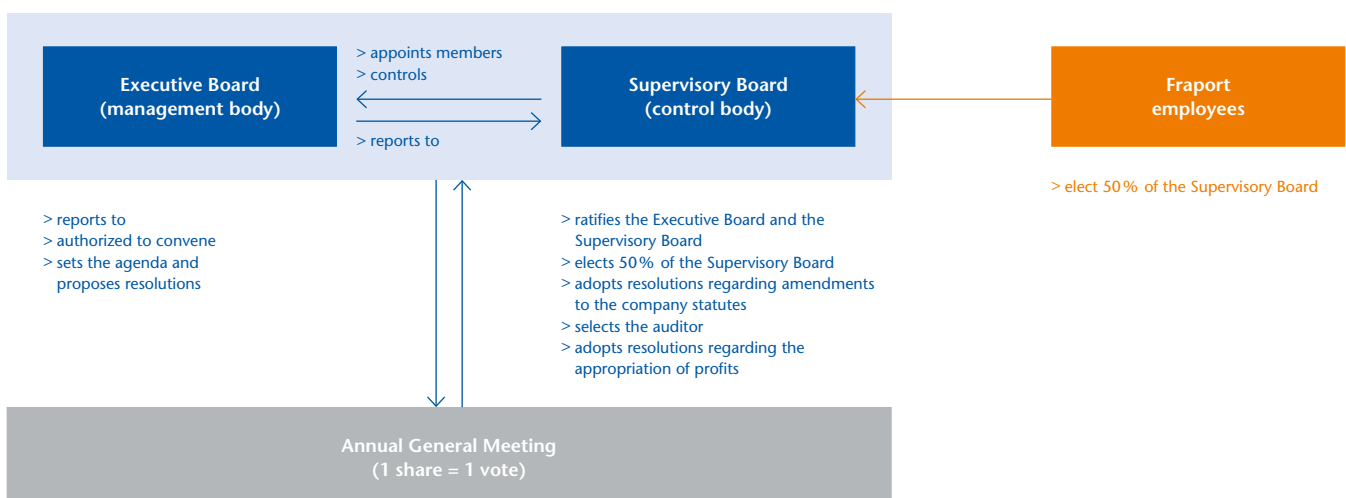 Executive Board
(management body)
> appoints members
> controls
> reports to
Supervisory Board
(control body)
Fraport
employees
> elect 50% of the Supervisory Board
> reports to
> authorized to convene
> sets the agenda and
proposes resolutions
> ratifies the Executive Board and the
Supervisory Board
> elects 50% of the Supervisory Board
> adopts resolutions regarding amendments
to the company statutes
> selects the auditor
> adopts resolutions regarding the
appropriation of profits
Annual General Meeting
(1 share = 1 vote)